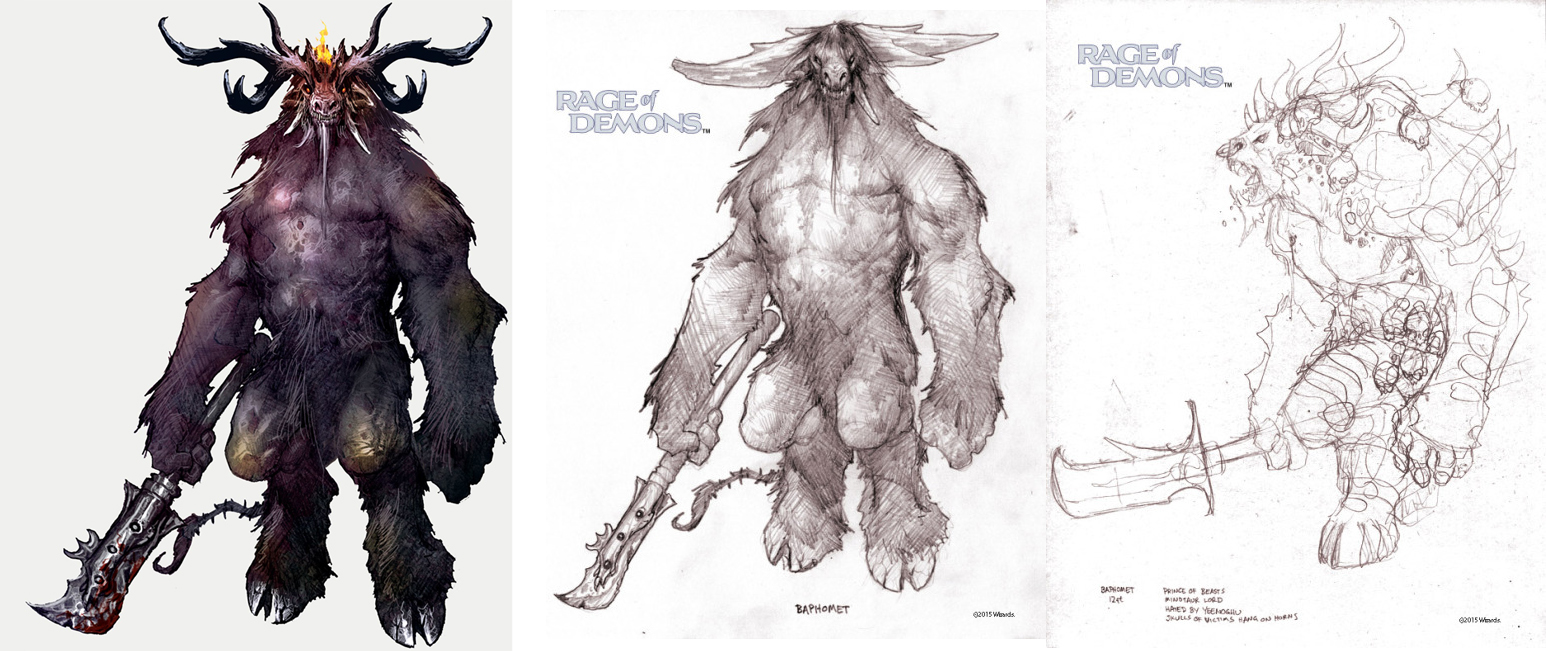 RAGE of
DEMONS™
BAPHOMET
©2015 Wizards.
RAGE of
DEMONS™
BAPHOMET
12ft
PRINCE OF BEASTS
MINOTAUR LORD
HATED BY YEENOGHU
SKULLS OF VICTIMS HANG ON HORNS
©2015 Wizards.